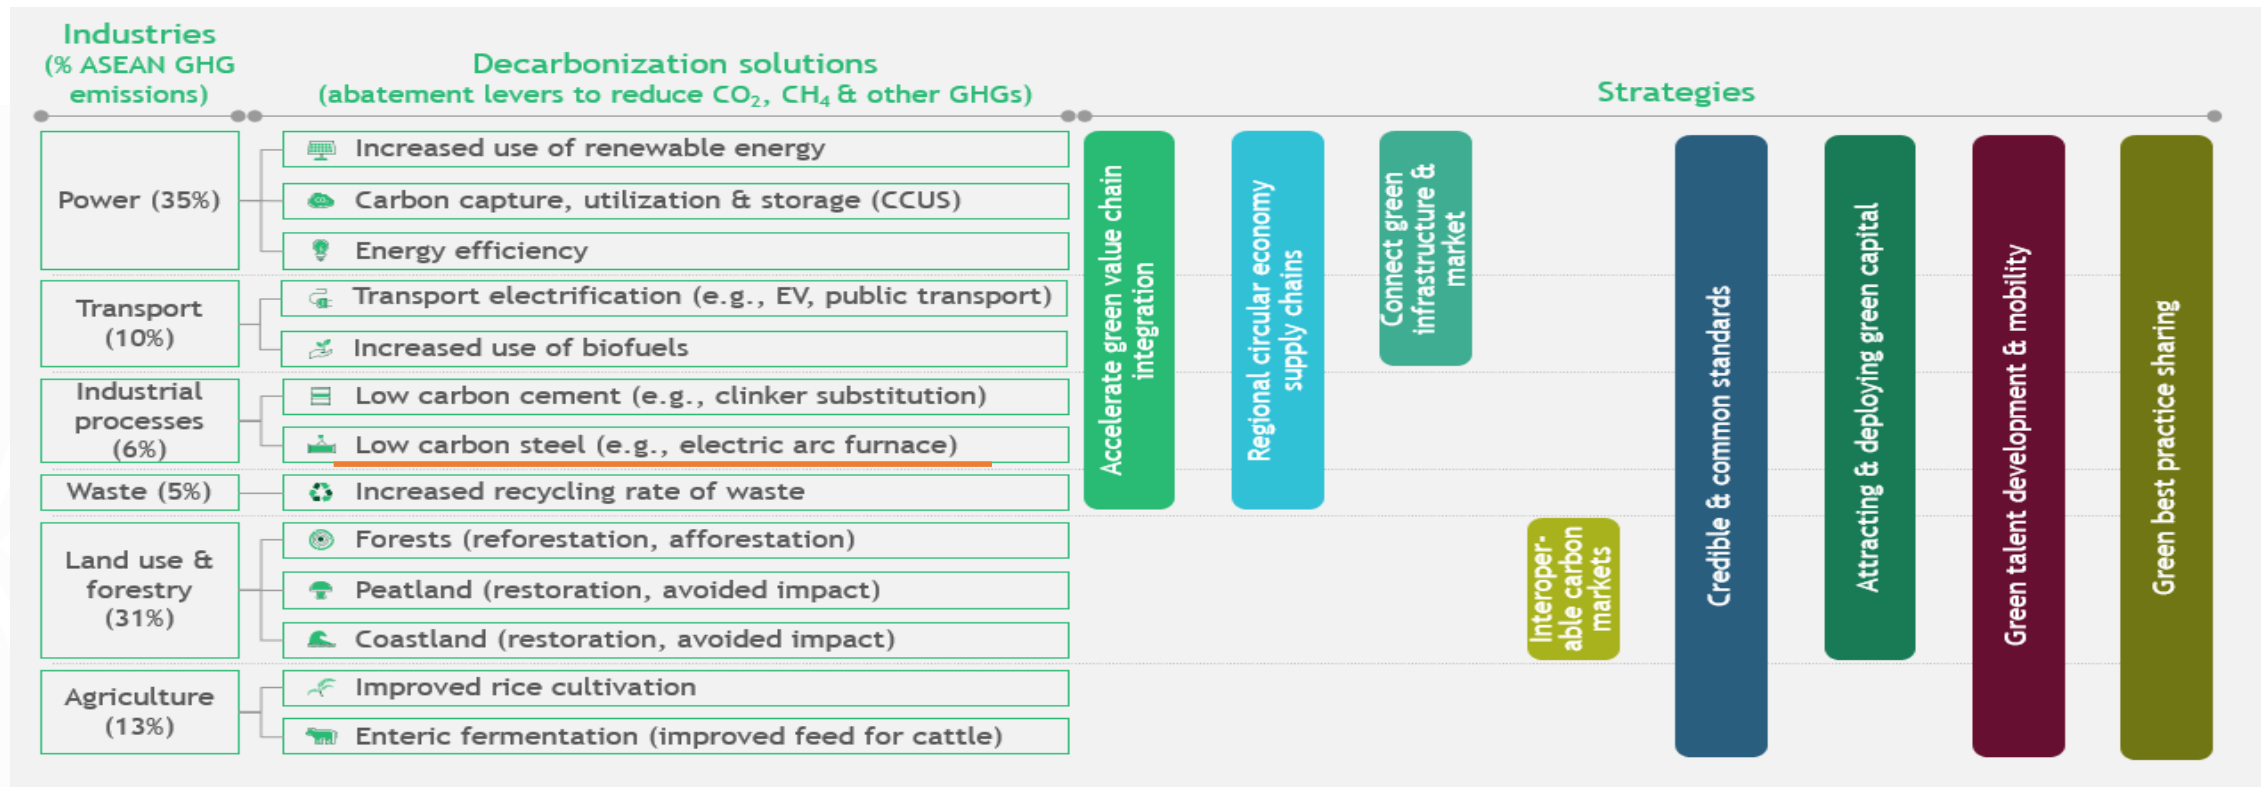 Industries
(% ASEAN GHG
emissions)
Decarbonization solutions
(abatement levers to reduce CO₂, CH₄ & other GHGs)
Strategies
Power (35%)
Increased use of renewable energy
Carbon capture, utilization & storage (CCUS)
Energy efficiency
Transport
(10%)
Transport electrification (e.g., EV, public transport)
Increased use of biofuels
Industrial
processes
(6%)
Low carbon cement (e.g., clinker substitution)
Low carbon steel (e.g., electric arc furnace)
Waste (5%)
Increased recycling rate of waste
Land use &
forestry
(31%)
Forests (reforestation, afforestation)
Peatland (restoration, avoided impact)
Coastland (restoration, avoided impact)
Agriculture
(13%)
Improved rice cultivation
Enteric fermentation (improved feed for cattle)
Accelerate green value chain
integration
Regional circular economy
supply chains
Connect green
infrastructure &
market
Interoper-
able carbon
markets
Credible & common standards
Attracting & deploying green capital
Green talent development & mobility
Green best practice sharing